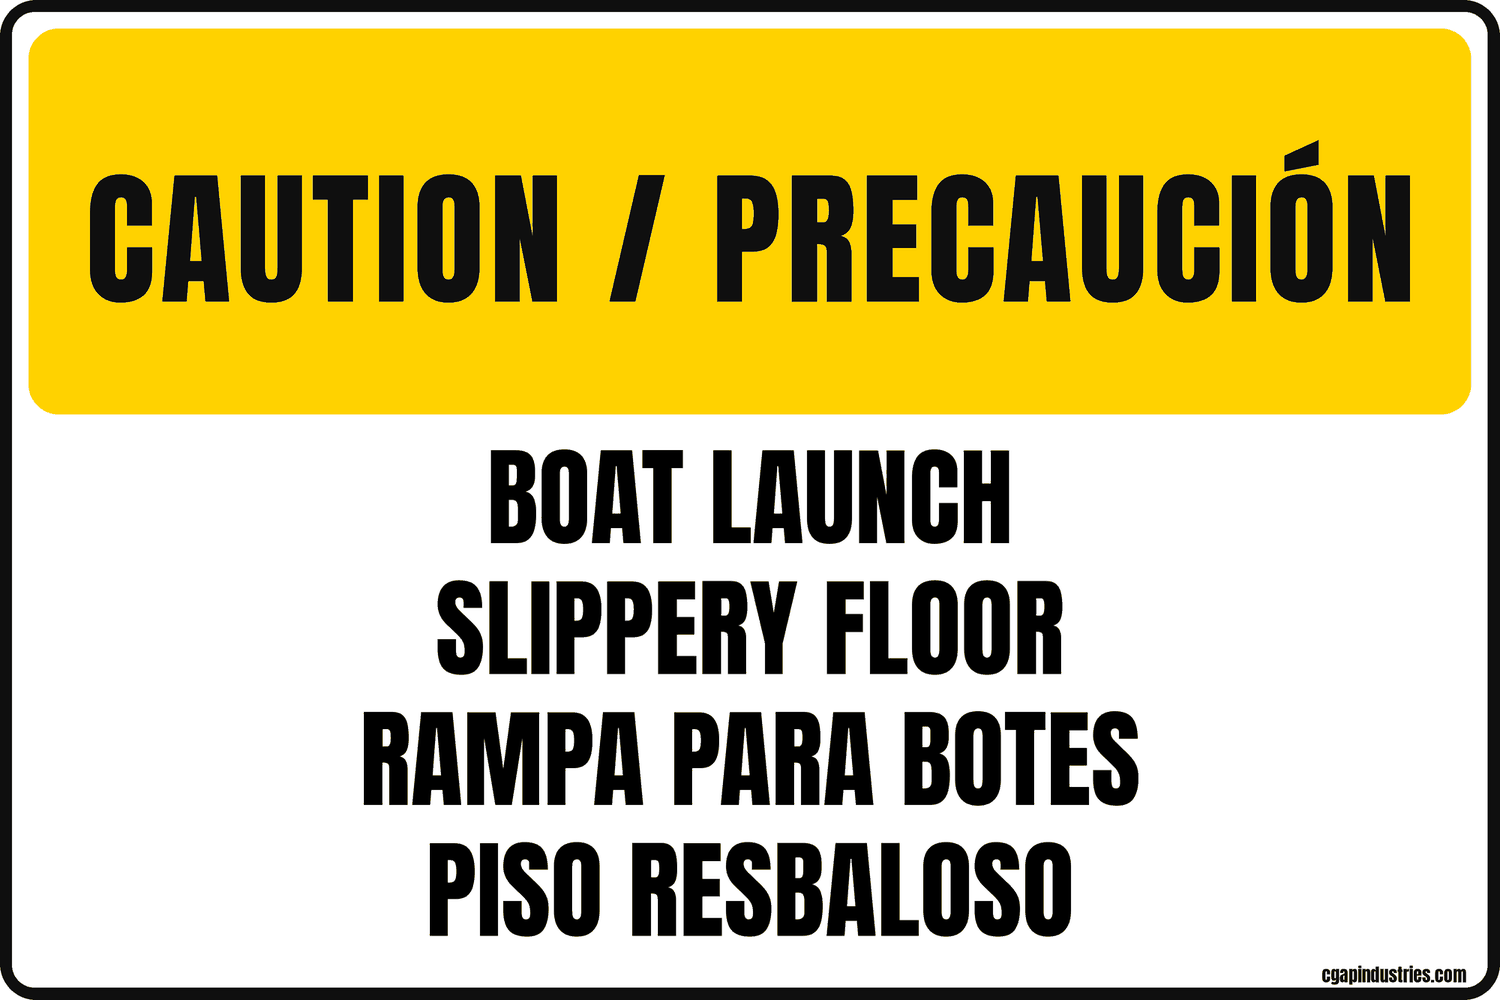 CAUTION / PRECAUCIÓN
BOAT LAUNCH
SLIPPERY FLOOR
RAMPA PARA BOTES
PISO RESBALOSO
cgapindustries.com